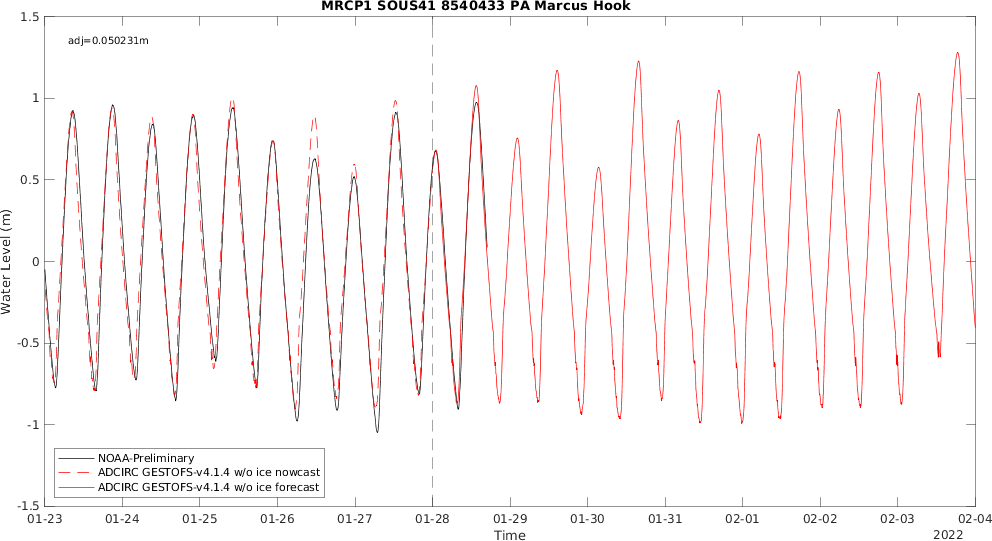 MRCP1 SOUS41 8540433 PA Marcus Hook
1.5
adj=0.050231m
1
0.5
0
-0.5
-1
-1.5
Water Level (m)
NOAA-Preliminary
ADCIRC GESTOFS-v4.1.4 w/o ice nowcast
ADCIRC GESTOFS-v4.1.4 w/o ice forecast
01-23 01-24 01-25 01-26 01-27 01-28 01-29 01-30 01-31 02-01 02-02 02-03 02-04
Time
2022